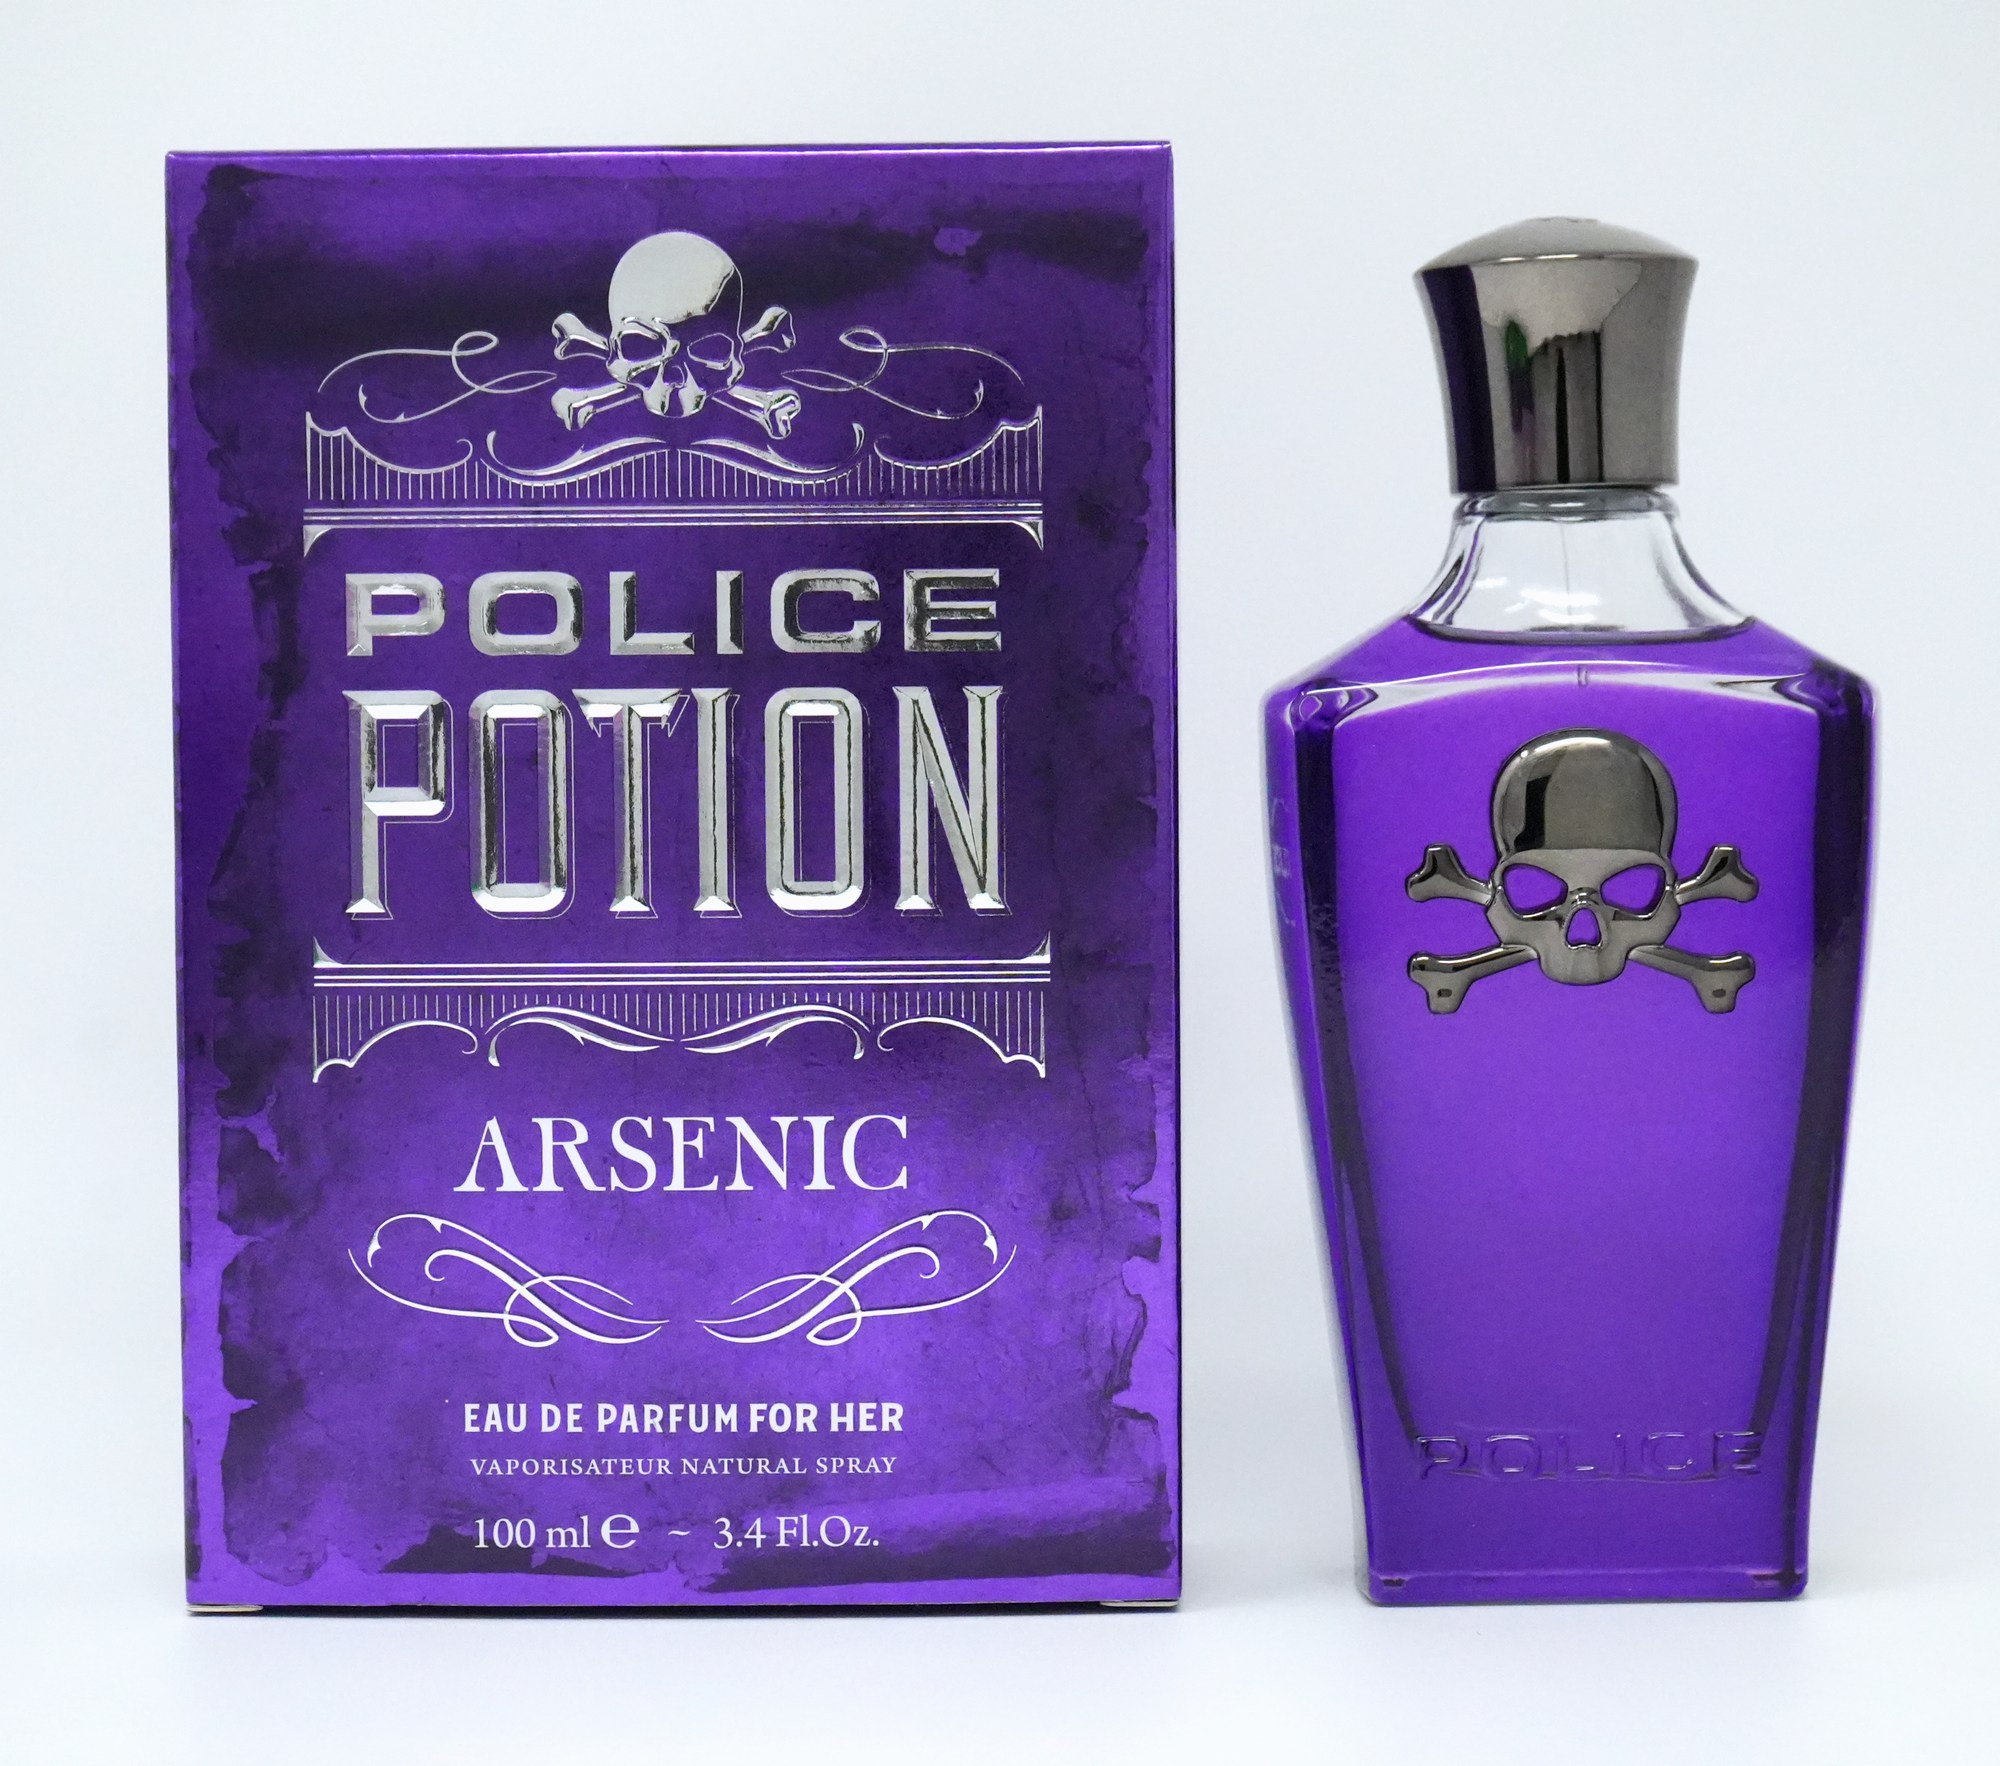 POLICE
POTION
ARSENIC
EAU DE PARFUM FOR HER
VAPORISATEUR NATURAL SPRAY
100 ml e ~ 3.4 Fl.Oz.
POLICE